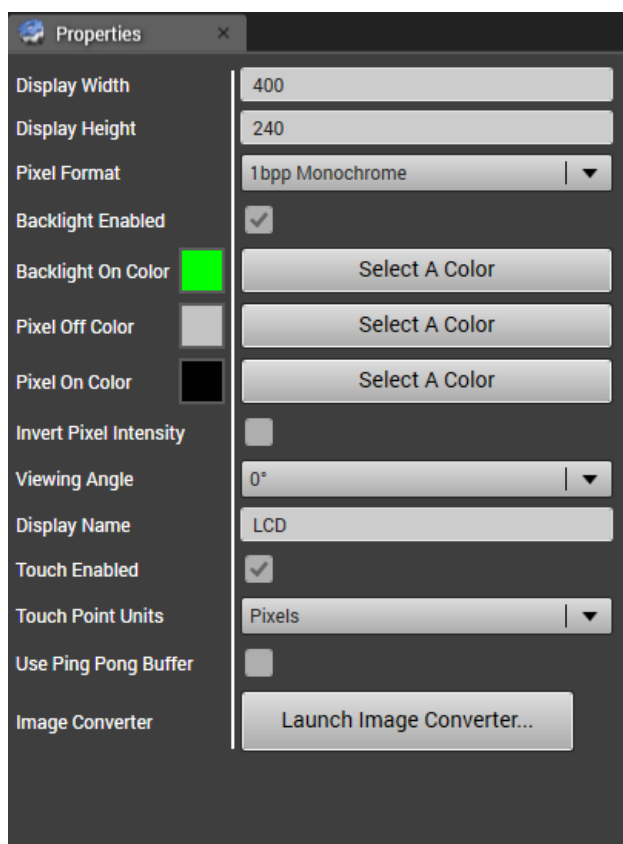 Properties ×
Display Width 400
Display Height 240
Pixel Format 1bpp Monochrome
Backlight Enabled
Backlight On Color Select A Color
Pixel Off Color Select A Color
Pixel On Color Select A Color
Invert Pixel Intensity
Viewing Angle 0°
Display Name LCD
Touch Enabled
Touch Point Units Pixels
Use Ping Pong Buffer
Image Converter Launch Image Converter...